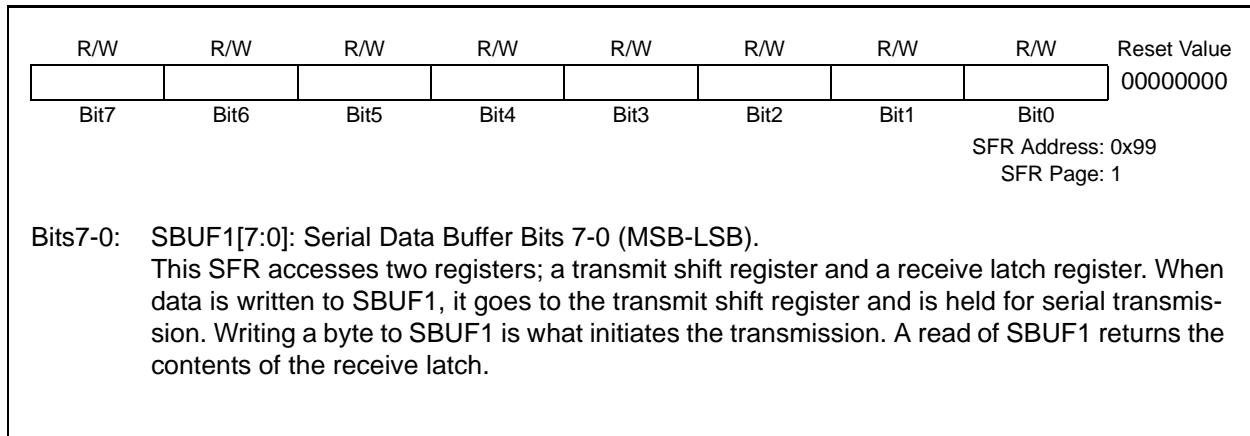 R/W R/W R/W R/W R/W R/W R/W R/W Reset Value
00000000
Bit7 Bit6 Bit5 Bit4 Bit3 Bit2 Bit1 Bit0
SFR Address: 0x99
SFR Page: 1
Bits7-0: SBUF1[7:0]: Serial Data Buffer Bits 7-0 (MSB-LSB).
This SFR accesses two registers; a transmit shift register and a receive latch register. When
data is written to SBUF1, it goes to the transmit shift register and is held for serial transmis-
sion. Writing a byte to SBUF1 is what initiates the transmission. A read of SBUF1 returns the
contents of the receive latch.